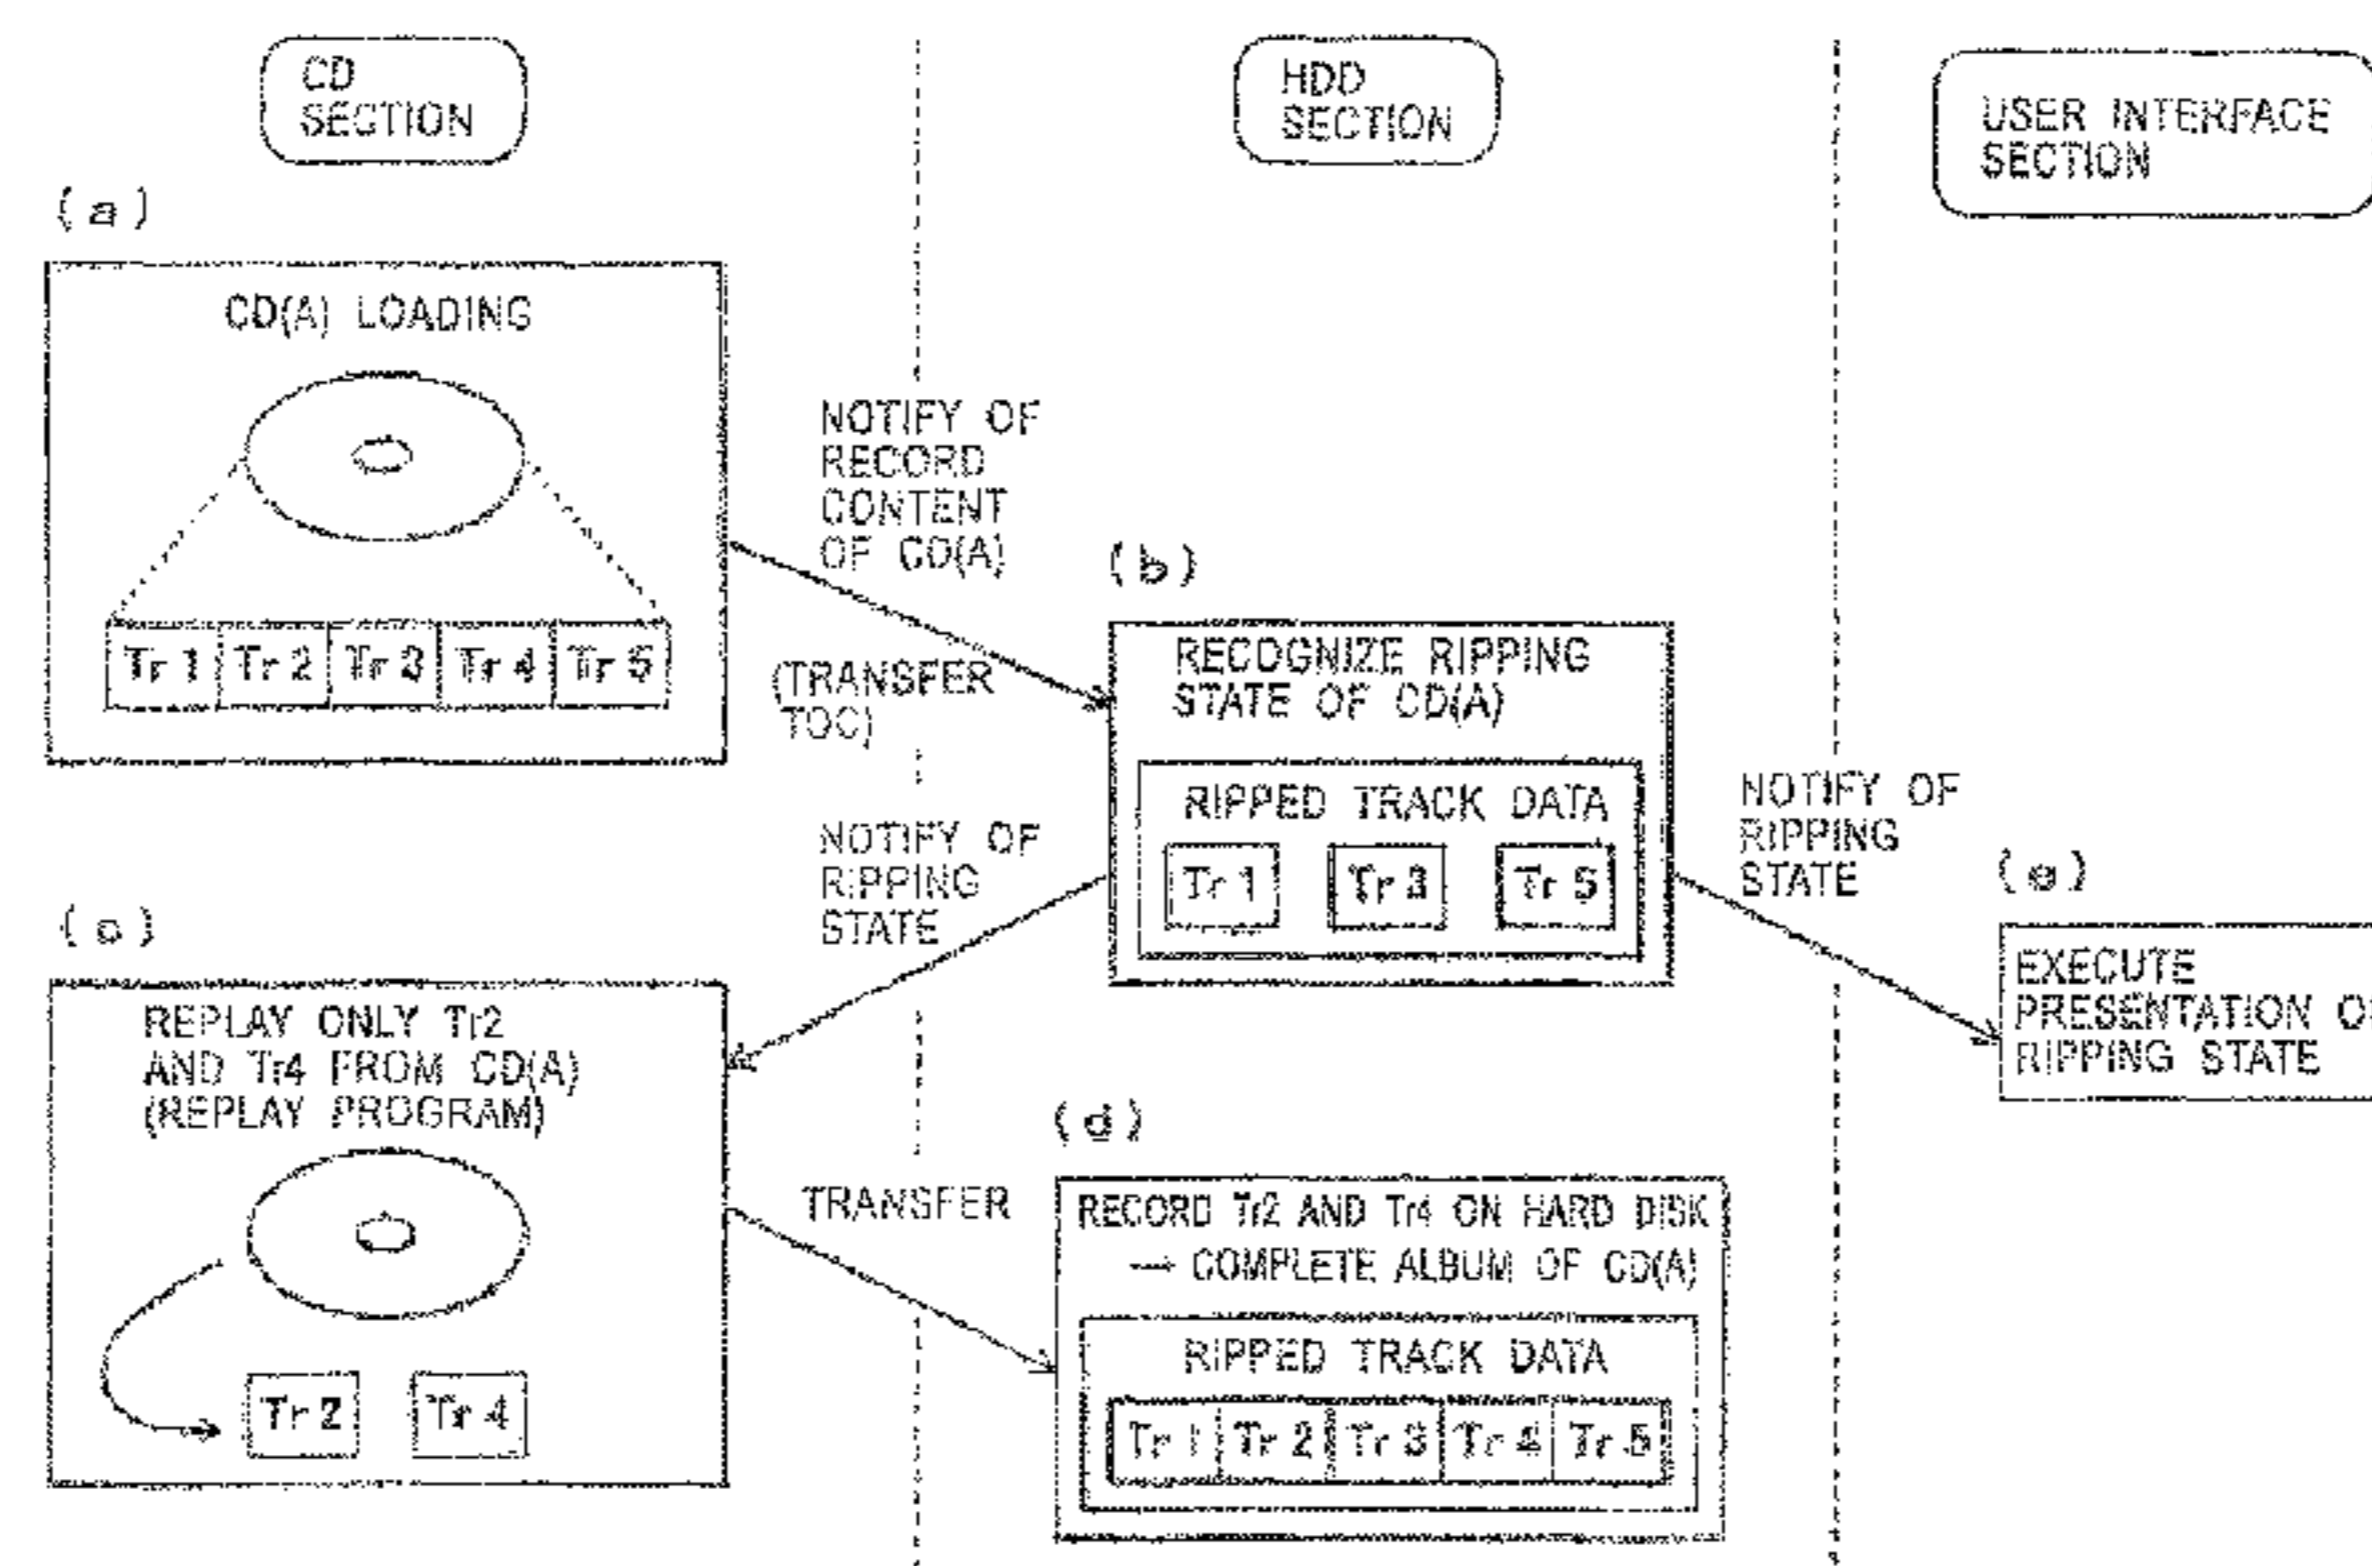 CD
SECTION
HDD
SECTION
USER INTERFACE
SECTION
(a)
CD(A) LOADING
Tr 1 Tr 2 Tr 3 Tr 4 Tr 5
NOTIFY OF
RECORD
CONTENT
OF CD(A)
(TRANSFER
TOC)
(b)
RECOGNIZE RIPPING
STATE OF CD(A)
RIPPED TRACK DATA
Tr 1 Tr 3 Tr 5
NOTIFY OF
RIPPING
STATE
NOTIFY OF
RIPPING
STATE
(c)
REPLAY ONLY Tr2
AND Tr4 FROM CD(A)
(REPLAY PROGRAM)
Tr 2 Tr 4
TRANSFER
(d)
RECORD Tr2 AND Tr4 ON HARD DISK
→ COMPLETE ALBUM OF CD(A)
RIPPED TRACK DATA
Tr 1 Tr 2 Tr 3 Tr 4 Tr 5
(e)
EXECUTE
PRESENTATION OF
RIPPING STATE